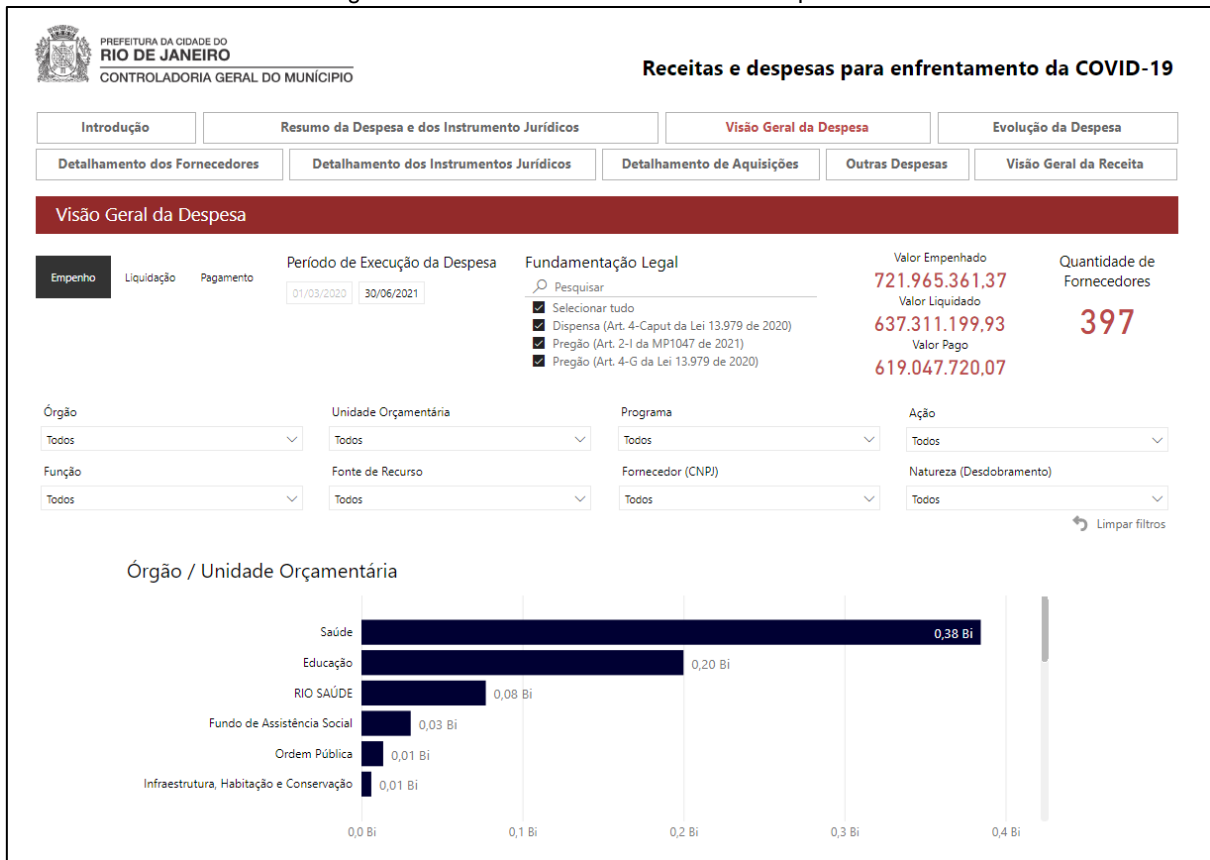 PREFEITURA DA CIDADE DO
RIO DE JANEIRO
CONTROLADORIA GERAL DO MUNÍCIPIO
Receitas e despesas para enfrentamento da COVID-19
Introdução
Resumo da Despesa e dos Instrumento Jurídicos
Visão Geral da Despesa
Evolução da Despesa
Detalhamento dos Fornecedores
Detalhamento dos Instrumentos Jurídicos
Detalhamento de Aquisições
Outras Despesas
Visão Geral da Receita
Visão Geral da Despesa
Empenho
Liquidação
Pagamento
Período de Execução da Despesa
01/03/2020
30/06/2021
Fundamentação Legal
Pesquisar
Selecionar tudo
Dispensa (Art. 4-Caput da Lei 13.979 de 2020)
Pregão (Art. 2-I da MP1047 de 2021)
Pregão (Art. 4-G da Lei 13.979 de 2020)
Valor Empenhado
721.965.361,37
Valor Liquidado
637.311.199,93
Valor Pago
619.047.720,07
Quantidade de
Fornecedores
397
Órgão
Todos
Unidade Orçamentária
Todos
Programa
Todos
Ação
Todos
Função
Todos
Fonte de Recurso
Todos
Fornecedor (CNPJ)
Todos
Natureza (Desdobramento)
Todos
Limpar filtros
Órgão / Unidade Orçamentária
Saúde
0,38 Bi
Educação
0,20 Bi
RIO SAÚDE
0,08 Bi
Fundo de Assistência Social
0,03 Bi
Ordem Pública
0,01 Bi
Infraestrutura, Habitação e Conservação
0,01 Bi
0,0 Bi
0,1 Bi
0,2 Bi
0,3 Bi
0,4 Bi